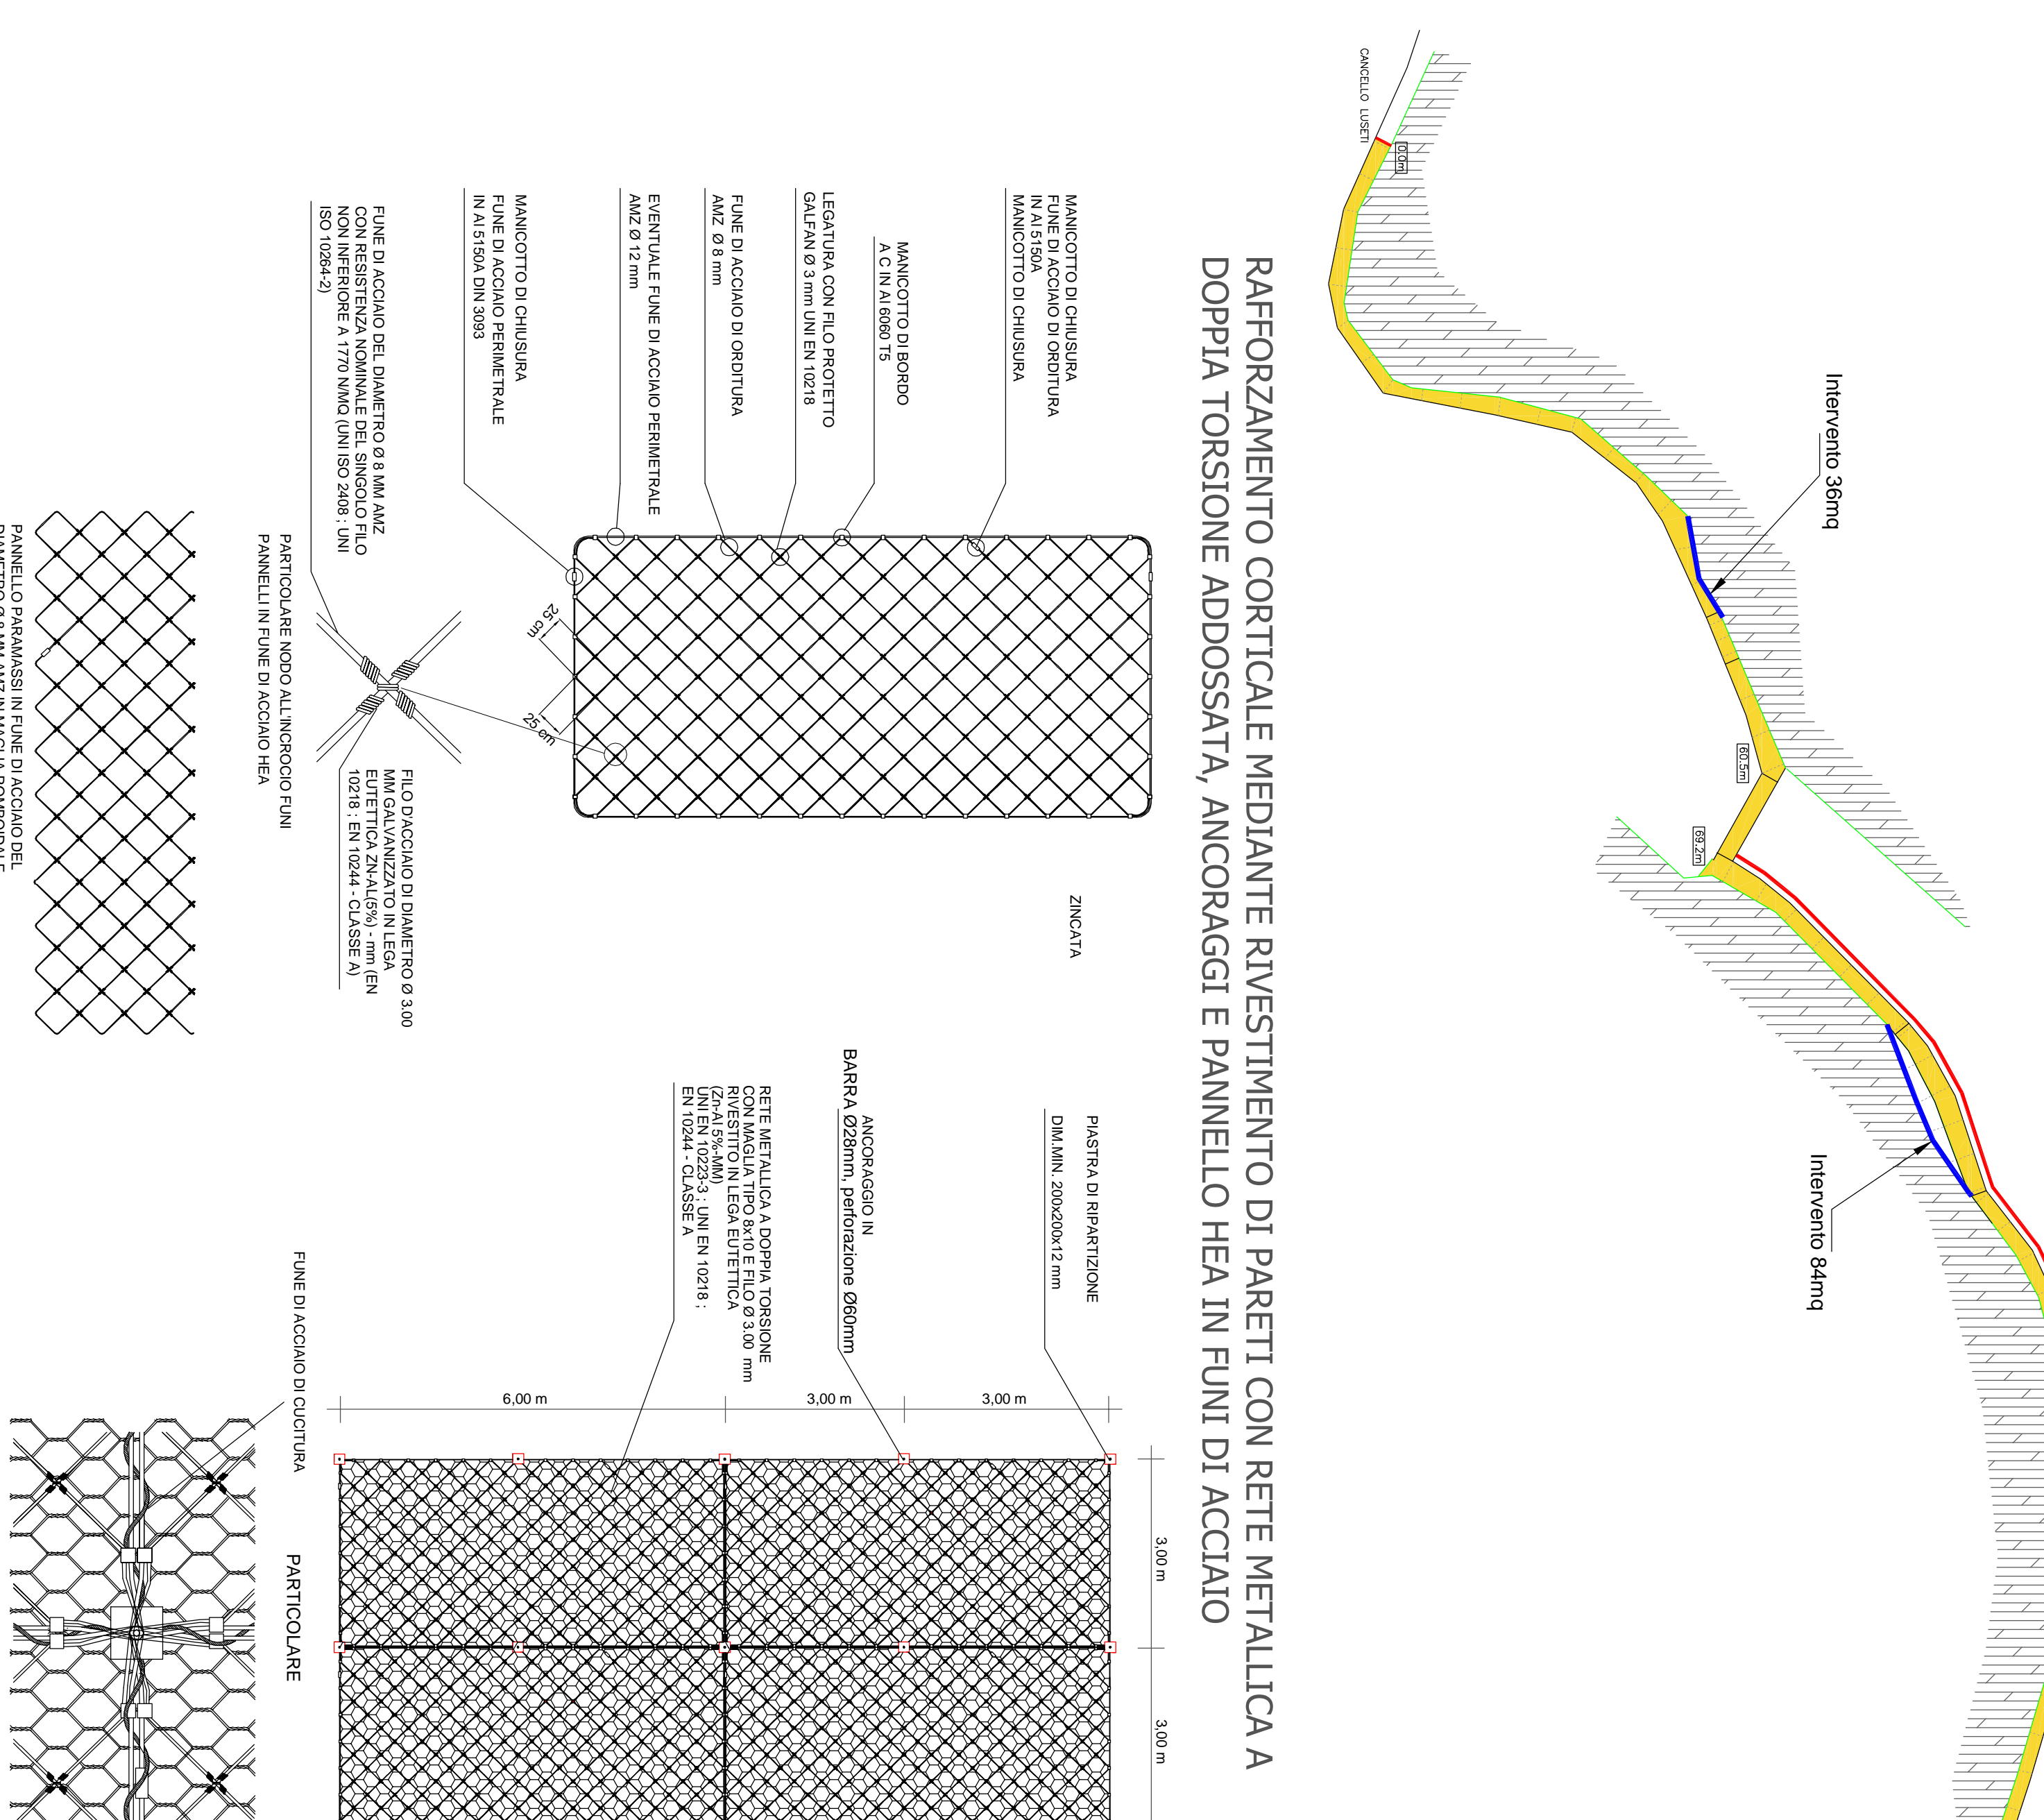 CANCELLO LUSETI
0.0m
Intervento 36mq
60.5m
69.2m
Intervento 84mq
RAFFORZAMENTO CORTICALE MEDIANTE RIVESTIMENTO DI PARETI CON RETE METALLICA A
DOPPIA TORSIONE ADDOSSATA, ANCORAGGI E PANNELLO HEA IN FUNI DI ACCIAIO
MANICOTTO DI CHIUSURA
FUNE DI ACCIAIO DI ORDITURA
IN Al 5150A
MANICOTTO DI CHIUSURA
MANICOTTO DI BORDO
A C IN Al 6060 T5
LEGATURA CON FILO PROTETTO
GALFAN Ø 3 mm UNI EN 10218
FUNE DI ACCIAIO DI ORDITURA
AMZ Ø 8 mm
EVENTUALE FUNE DI ACCIAIO PERIMETRALE
AMZ Ø 12 mm
MANICOTTO DI CHIUSURA
FUNE DI ACCIAIO PERIMETRALE
IN Al 5150A DIN 3093
25 cm
25 cm
ZINCATA
FUNE DI ACCIAIO DEL DIAMETRO Ø 8 MM AMZ
CON RESISTENZA NOMINALE DEL SINGOLO FILO
NON INFERIORE A 1770 N/MQ (UNI ISO 2408 ; UNI
ISO 10264-2)
FILO D'ACCIAIO DI DIAMETRO Ø 3.00
MM GALVANIZZATO IN LEGA
EUTETTICA ZN-AL(5%) - mm (EN
10218 ; EN 10244 - CLASSE A)
PARTICOLARE NODO ALL'INCROCIO FUNI
PANNELLI IN FUNE DI ACCIAIO HEA
PANNELLO PARAMASSI IN FUNE DI ACCIAIO DEL
DIAMETRO Ø 8 MM AMZ IN MAGLIA ROMBOIDALE
PIASTRA DI RIPARTIZIONE
DIM.MIN. 200x200x12 mm
ANCORAGGIO IN
BARRA Ø28mm, perforazione Ø60mm
RETE METALLICA A DOPPIA TORSIONE
CON MAGLIA TIPO 8x10 E FILO Ø 3.00 mm
RIVESTITO IN LEGA EUTETTICA
(Zn-Al 5%-MM)
UNI EN 10223-3 ; UNI EN 10218 ;
EN 10244 - CLASSE A
6,00 m
3,00 m
3,00 m
3,00 m
3,00 m
FUNE DI ACCIAIO DI CUCITURA
PARTICOLARE